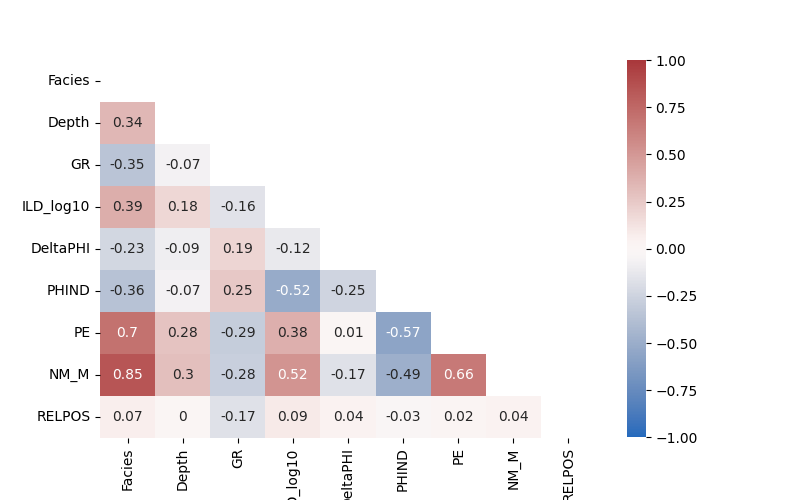 Facies
Depth 0.34
GR -0.35 -0.07
ILD_log10 0.39 0.18 -0.16
DeltaPHI -0.23 -0.09 0.19 -0.12
PHIND -0.36 -0.07 0.25 -0.52 -0.25
PE 0.7 0.28 -0.29 0.38 0.01 -0.57
NM_M 0.85 0.3 -0.28 0.52 -0.17 -0.49 0.66
RELPOS 0.07 0 -0.17 0.09 0.04 -0.03 0.02 0.04
Facies
Depth
GR
D_log10
eltaPHI
PHIND
PE
NM_M
RELPOS
1.00
0.75
0.50
0.25
0.00
-0.25
-0.50
-0.75
-1.00